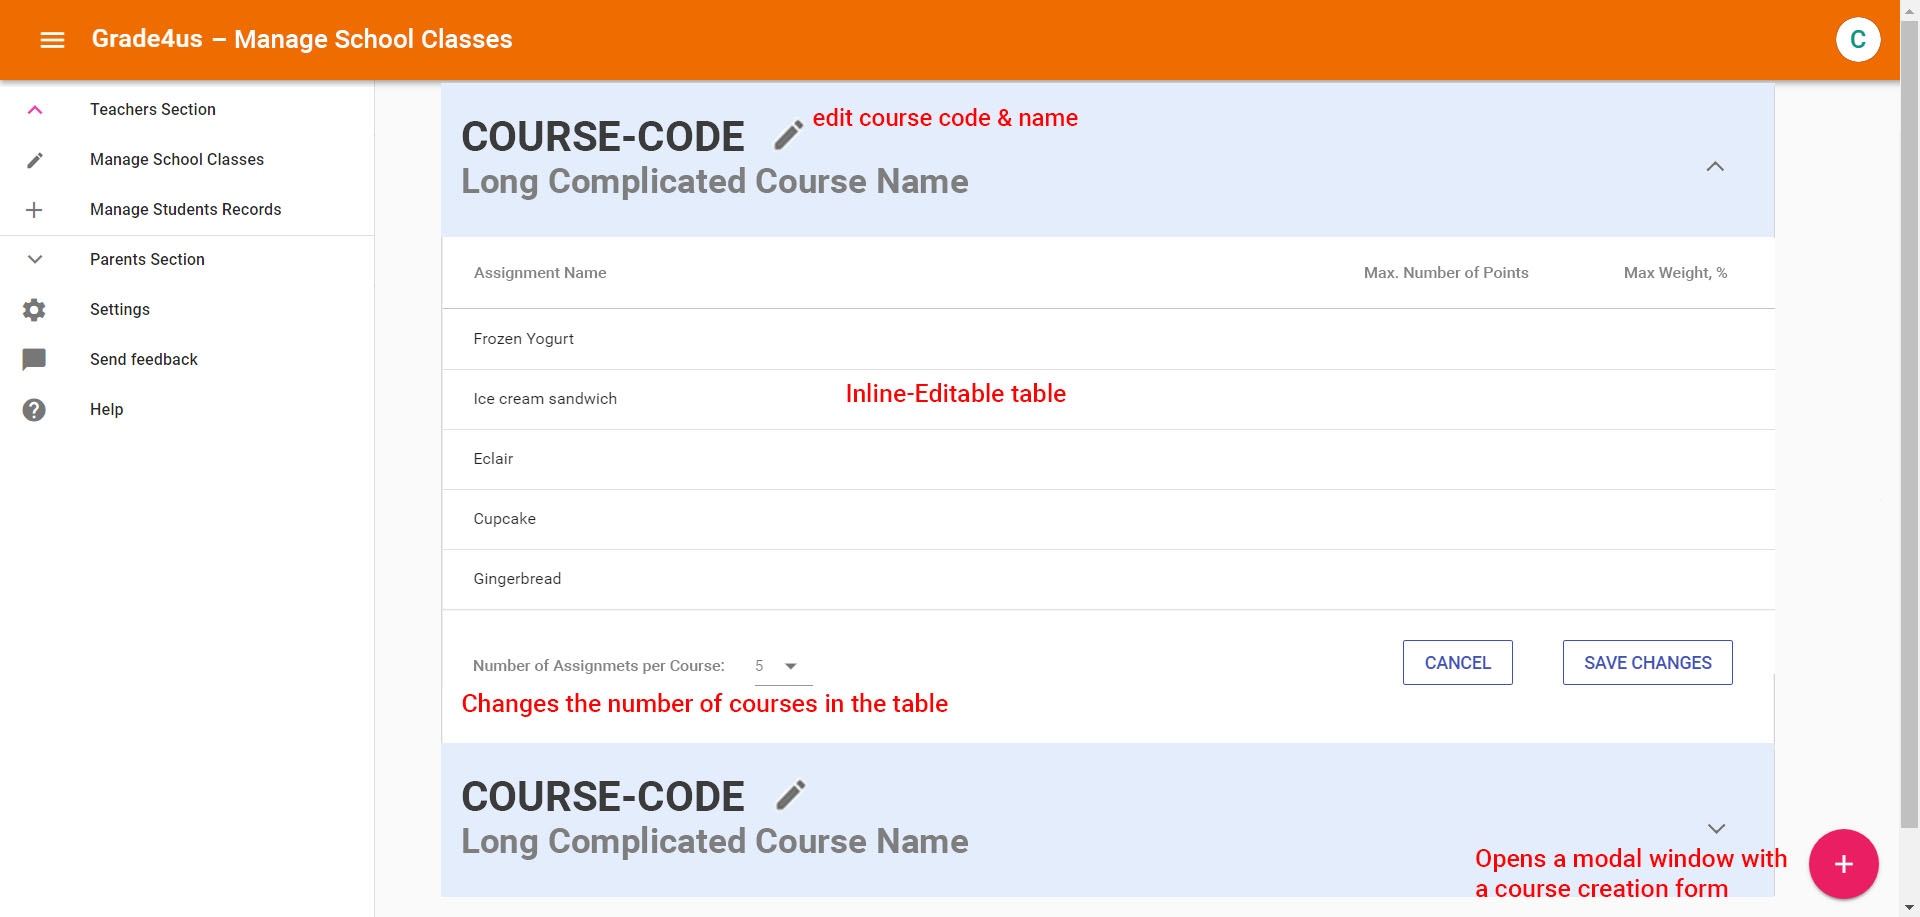 Grade4us – Manage School Classes
C
Teachers Section
Manage School Classes
Manage Students Records
Parents Section
Settings
Send feedback
Help
COURSE-CODE
edit course code & name
Long Complicated Course Name
Assignment Name
Max. Number of Points
Max Weight, %
Frozen Yogurt
Ice cream sandwich
Inline-Editable table
Eclair
Cupcake
Gingerbread
Number of Assignmets per Course:
5
CANCEL
SAVE CHANGES
Changes the number of courses in the table
COURSE-CODE
Long Complicated Course Name
Opens a modal window with
a course creation form